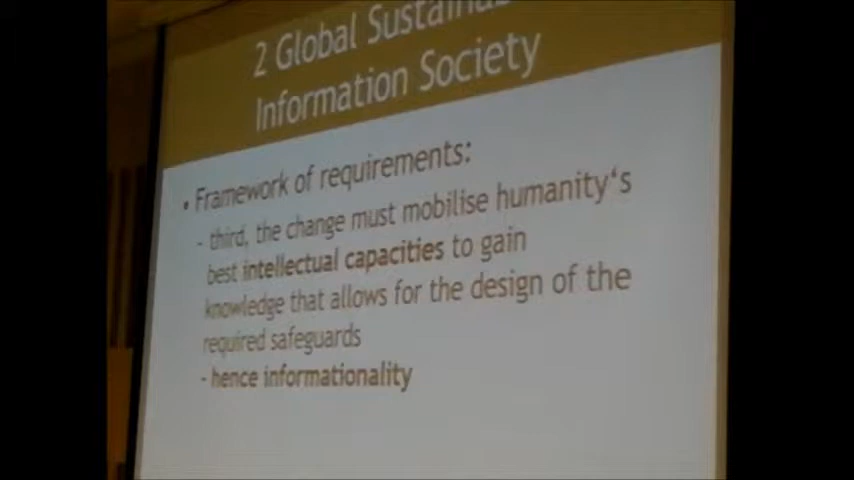 2 Global
Information Society
• Framework of requirements:
- third, the change must mobilise humanity‘s
best intellectual capacities to gain
knowledge that allows for the design of the
required safeguards
- hence informationality